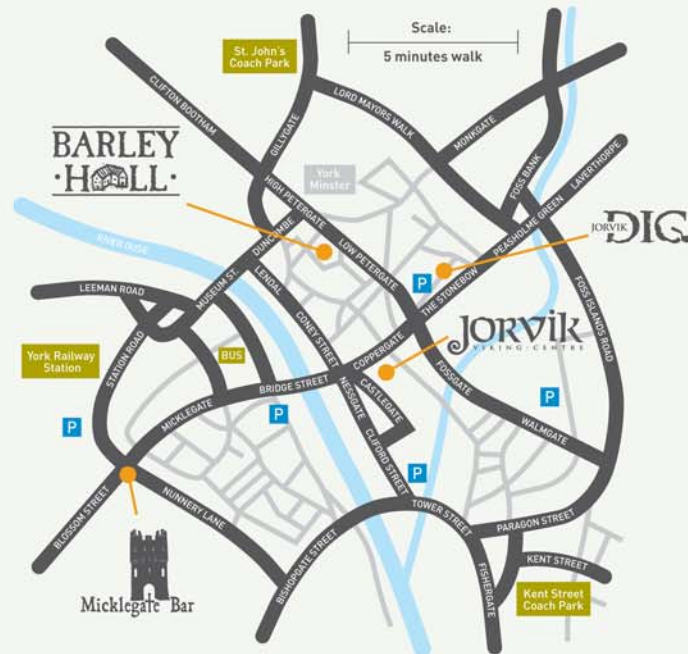 St. John's
Coach Park
Scale:
5 minutes walk
CLIFTON BOOTHAM
GILLYGATE
LORD MAYORS WALK
MONKGATE
BARLEY
·HALL·
York
Minster
HIGH PETERGATE
FOSS BANK
LAVERTHORPE
PEASHOLME GREEN
JORVIK
DIG
RIVER OUSE
DUNCOMBE
LOW PETERGATE
P
THE STONEBOW
LEEMAN ROAD
MUSEUM ST.
LENDAL
CONEY STREET
COPPERGATE
JORVIK
VIKING·CENTRE
FOSS ISLANDS ROAD
York Railway
Station
STATION ROAD
BUS
BRIDGE STREET
NESSGATE
CASTLEGATE
FOSSGATE
P
MICKLEGATE
P
P
WALMGATE
CLIFORD STREET
P
BLOSSOM STREET
NUNNERY LANE
TOWER STREET
PARAGON STREET
BISHOPGATE STREET
FISHERGATE
KENT STREET
Micklegate Bar
Kent Street
Coach Park